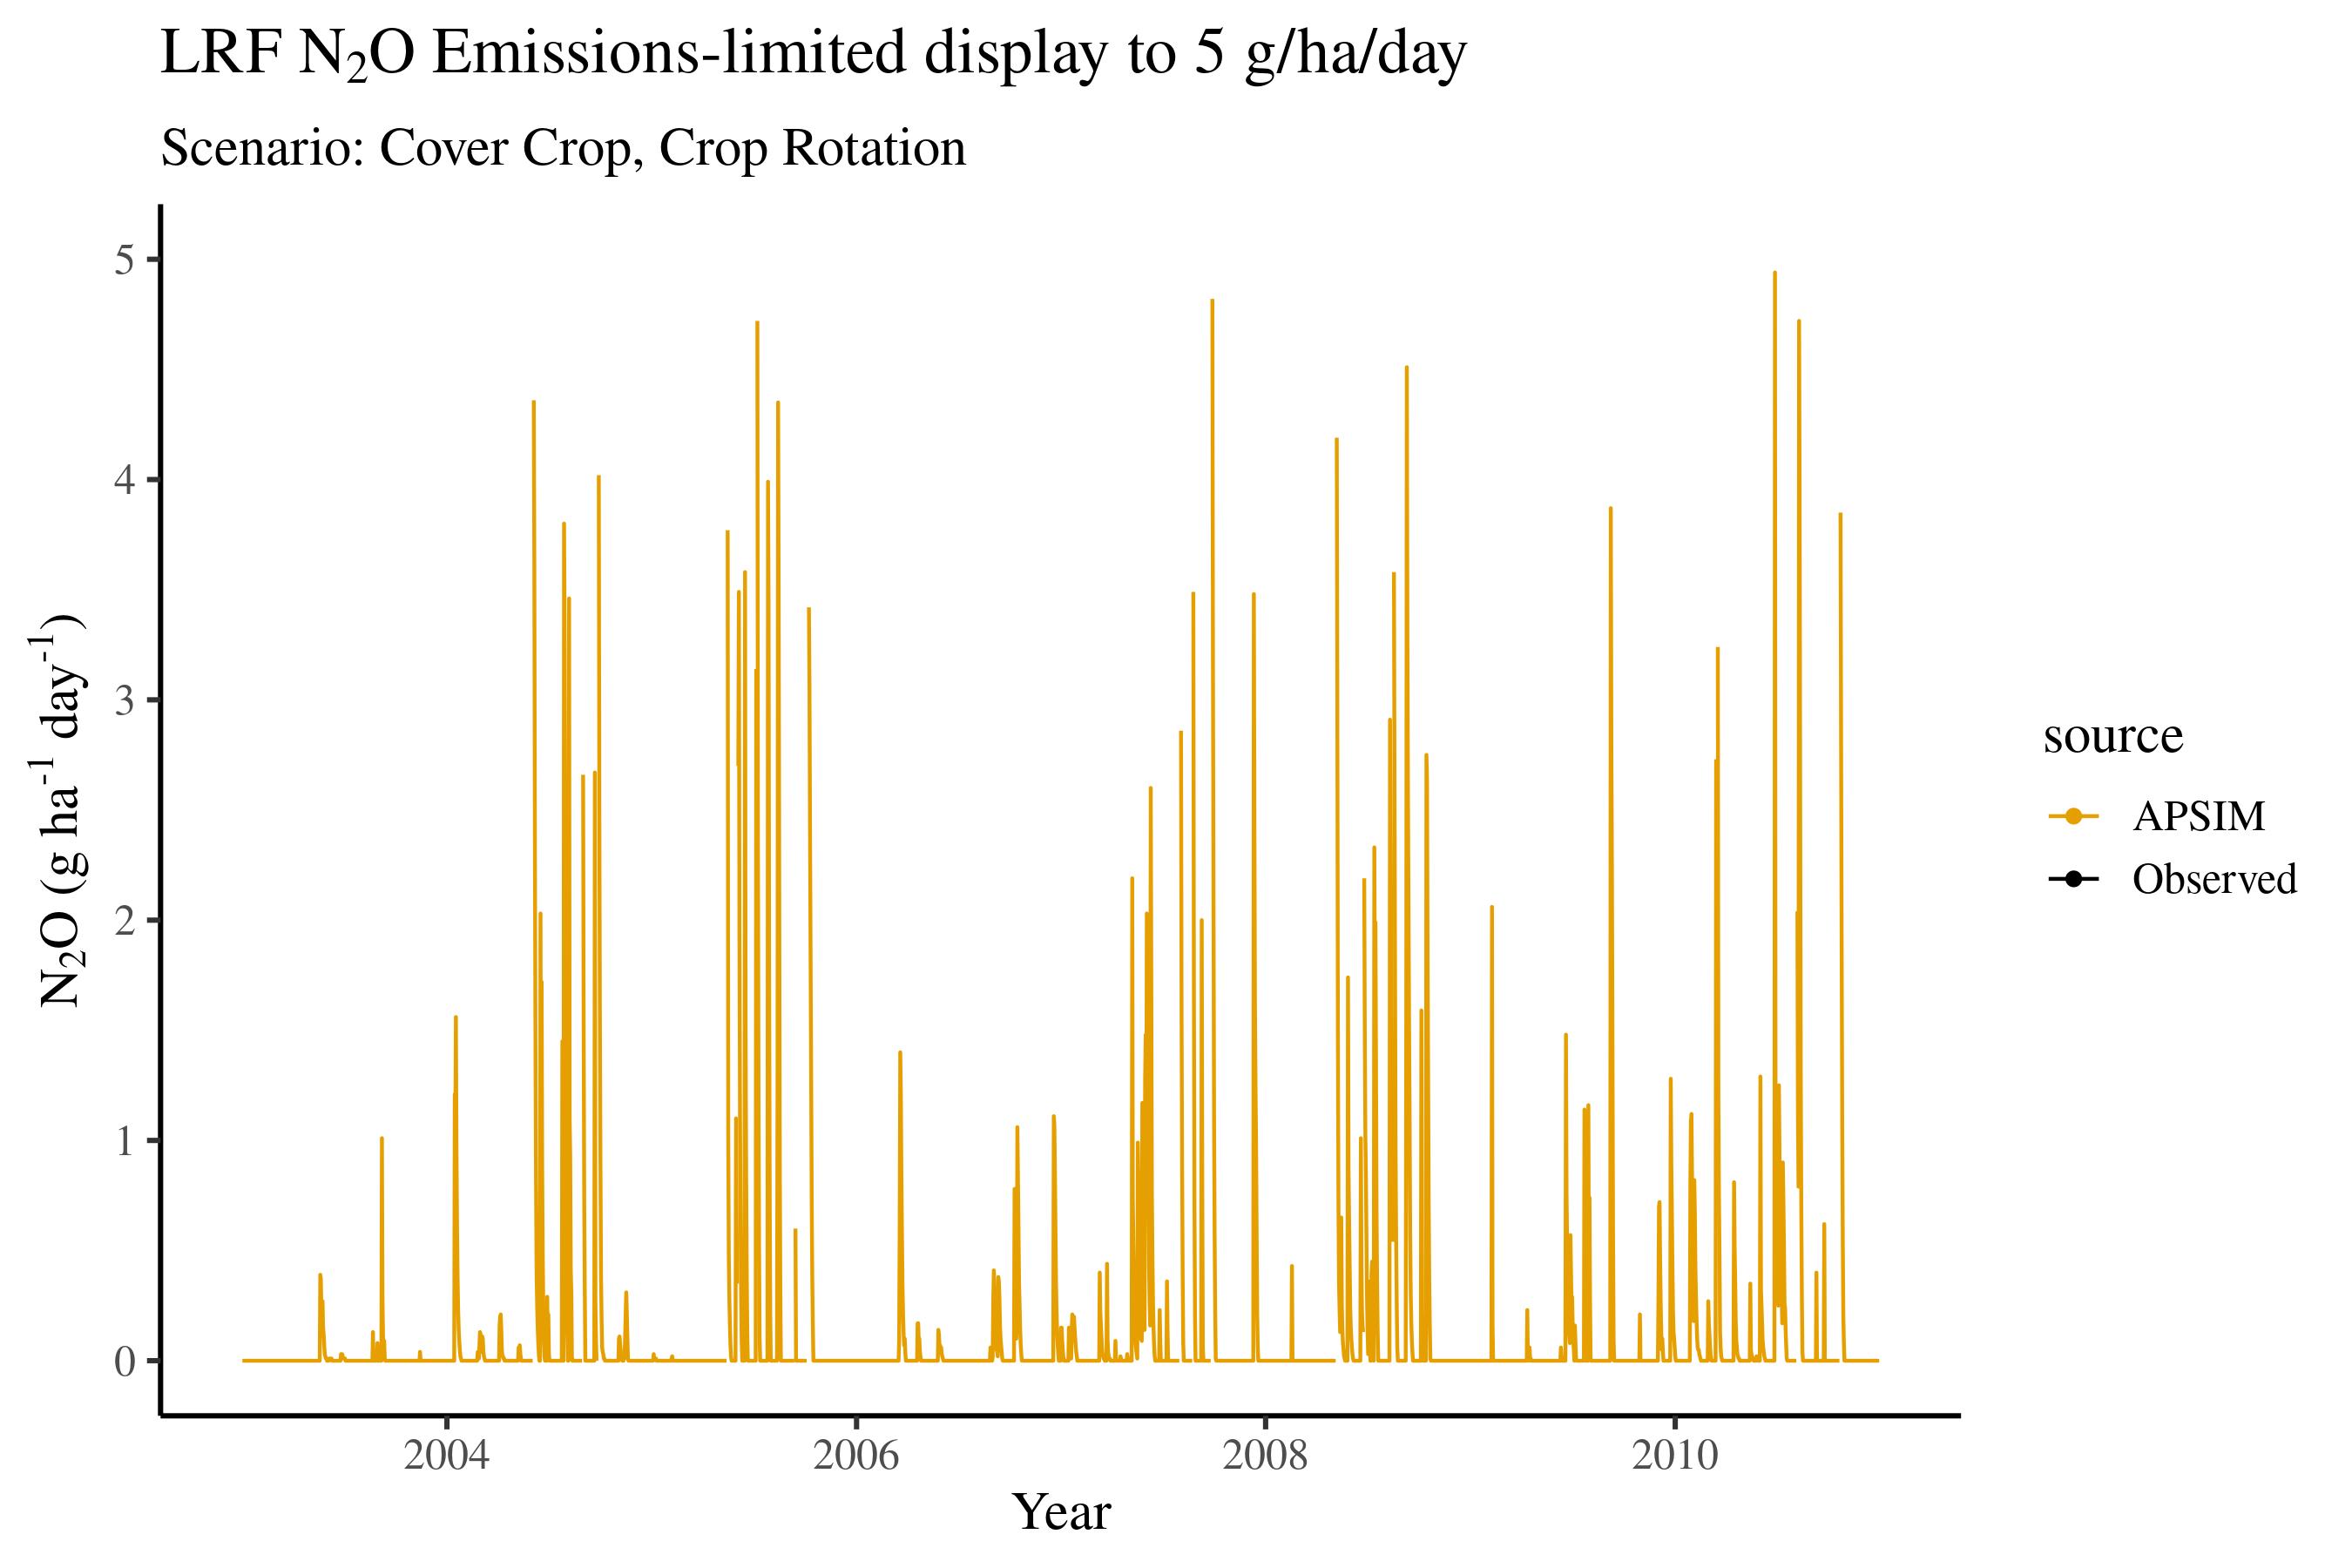 LRF N₂O Emissions-limited display to 5 g/ha/day
Scenario: Cover Crop, Crop Rotation
N₂O (g ha⁻¹ day⁻¹)
5
4
3
2
1
0
2004 2006 2008 2010
Year
source
APSIM
Observed